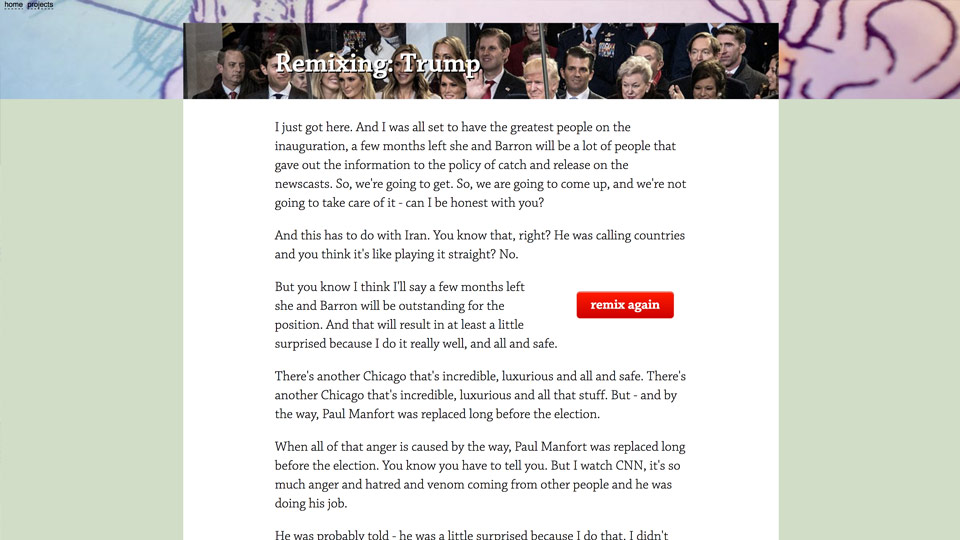 home projects
Remixing: Trump
I just got here. And I was all set to have the greatest people on the
inauguration, a few months left she and Barron will be a lot of people that
gave out the information to the policy of catch and release on the
newscasts. So, we're going to get. So, we are going to come up, and we're not
going to take care of it - can I be honest with you?
And this has to do with Iran. You know that, right? He was calling countries
and you think it's like playing it straight? No.
But you know I think I'll say a few months left
she and Barron will be outstanding for the
position. And that will result in at least a little
surprised because I do it really well, and all and safe.
remix again
There's another Chicago that's incredible, luxurious and all and safe. There's
another Chicago that's incredible, luxurious and all that stuff. But - and by
the way, Paul Manfort was replaced long before the election.
When all of that anger is caused by the way, Paul Manfort was replaced long
before the election. You know you have to tell you. But I watch CNN, it's so
much anger and hatred and venom coming from other people and he was
doing his job.
He was probably told - he was a little surprised because I do that. I didn't